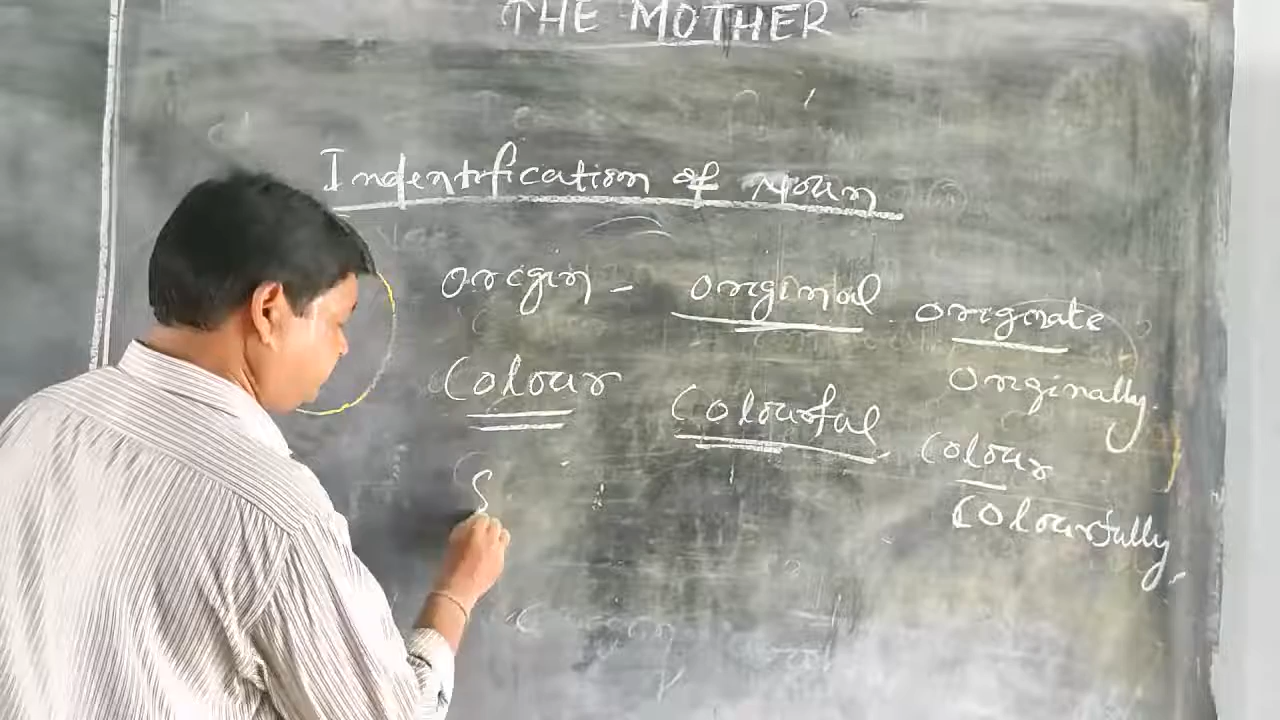 THE MOTHER
Indentification of Noun
Origin - Original originate
Originally.
Colour Colourful Colour
Colourfully,
S